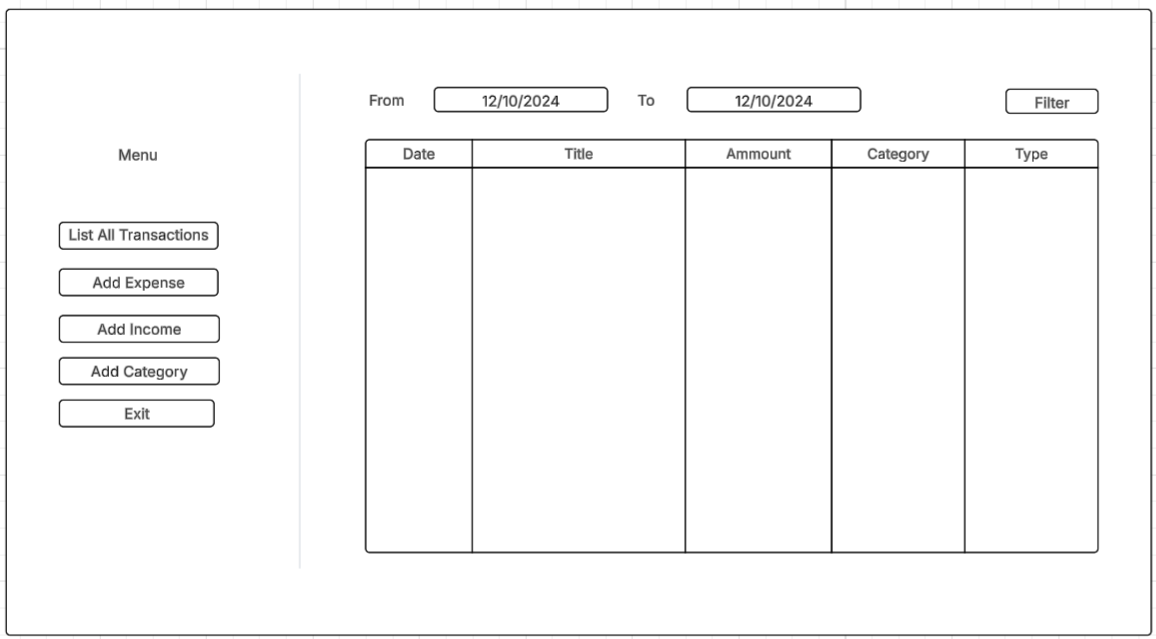 Menu
List All Transactions
Add Expense
Add Income
Add Category
Exit
From 12/10/2024 To 12/10/2024 Filter
Date Title Ammount Category Type